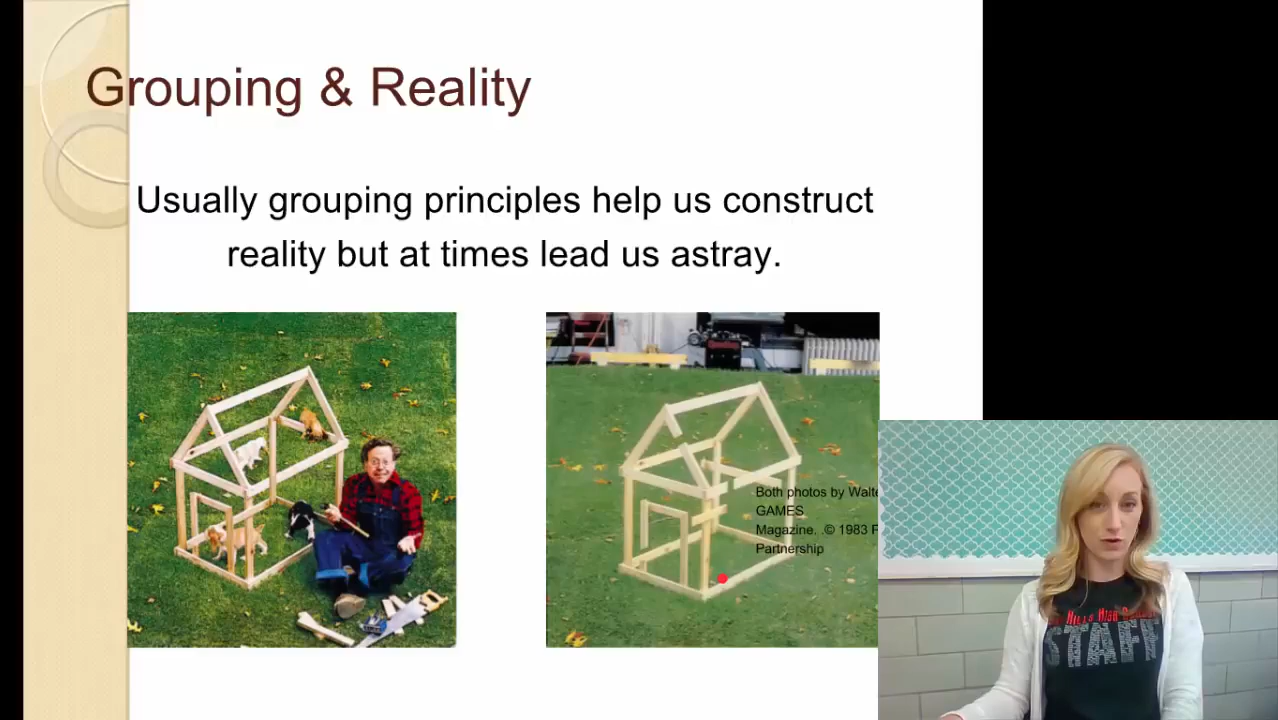 Grouping & Reality
Usually grouping principles help us construct
reality but at times lead us astray.
Both photos by
GAMES
Magazine. .© 1983
Partnership
High
STAFF